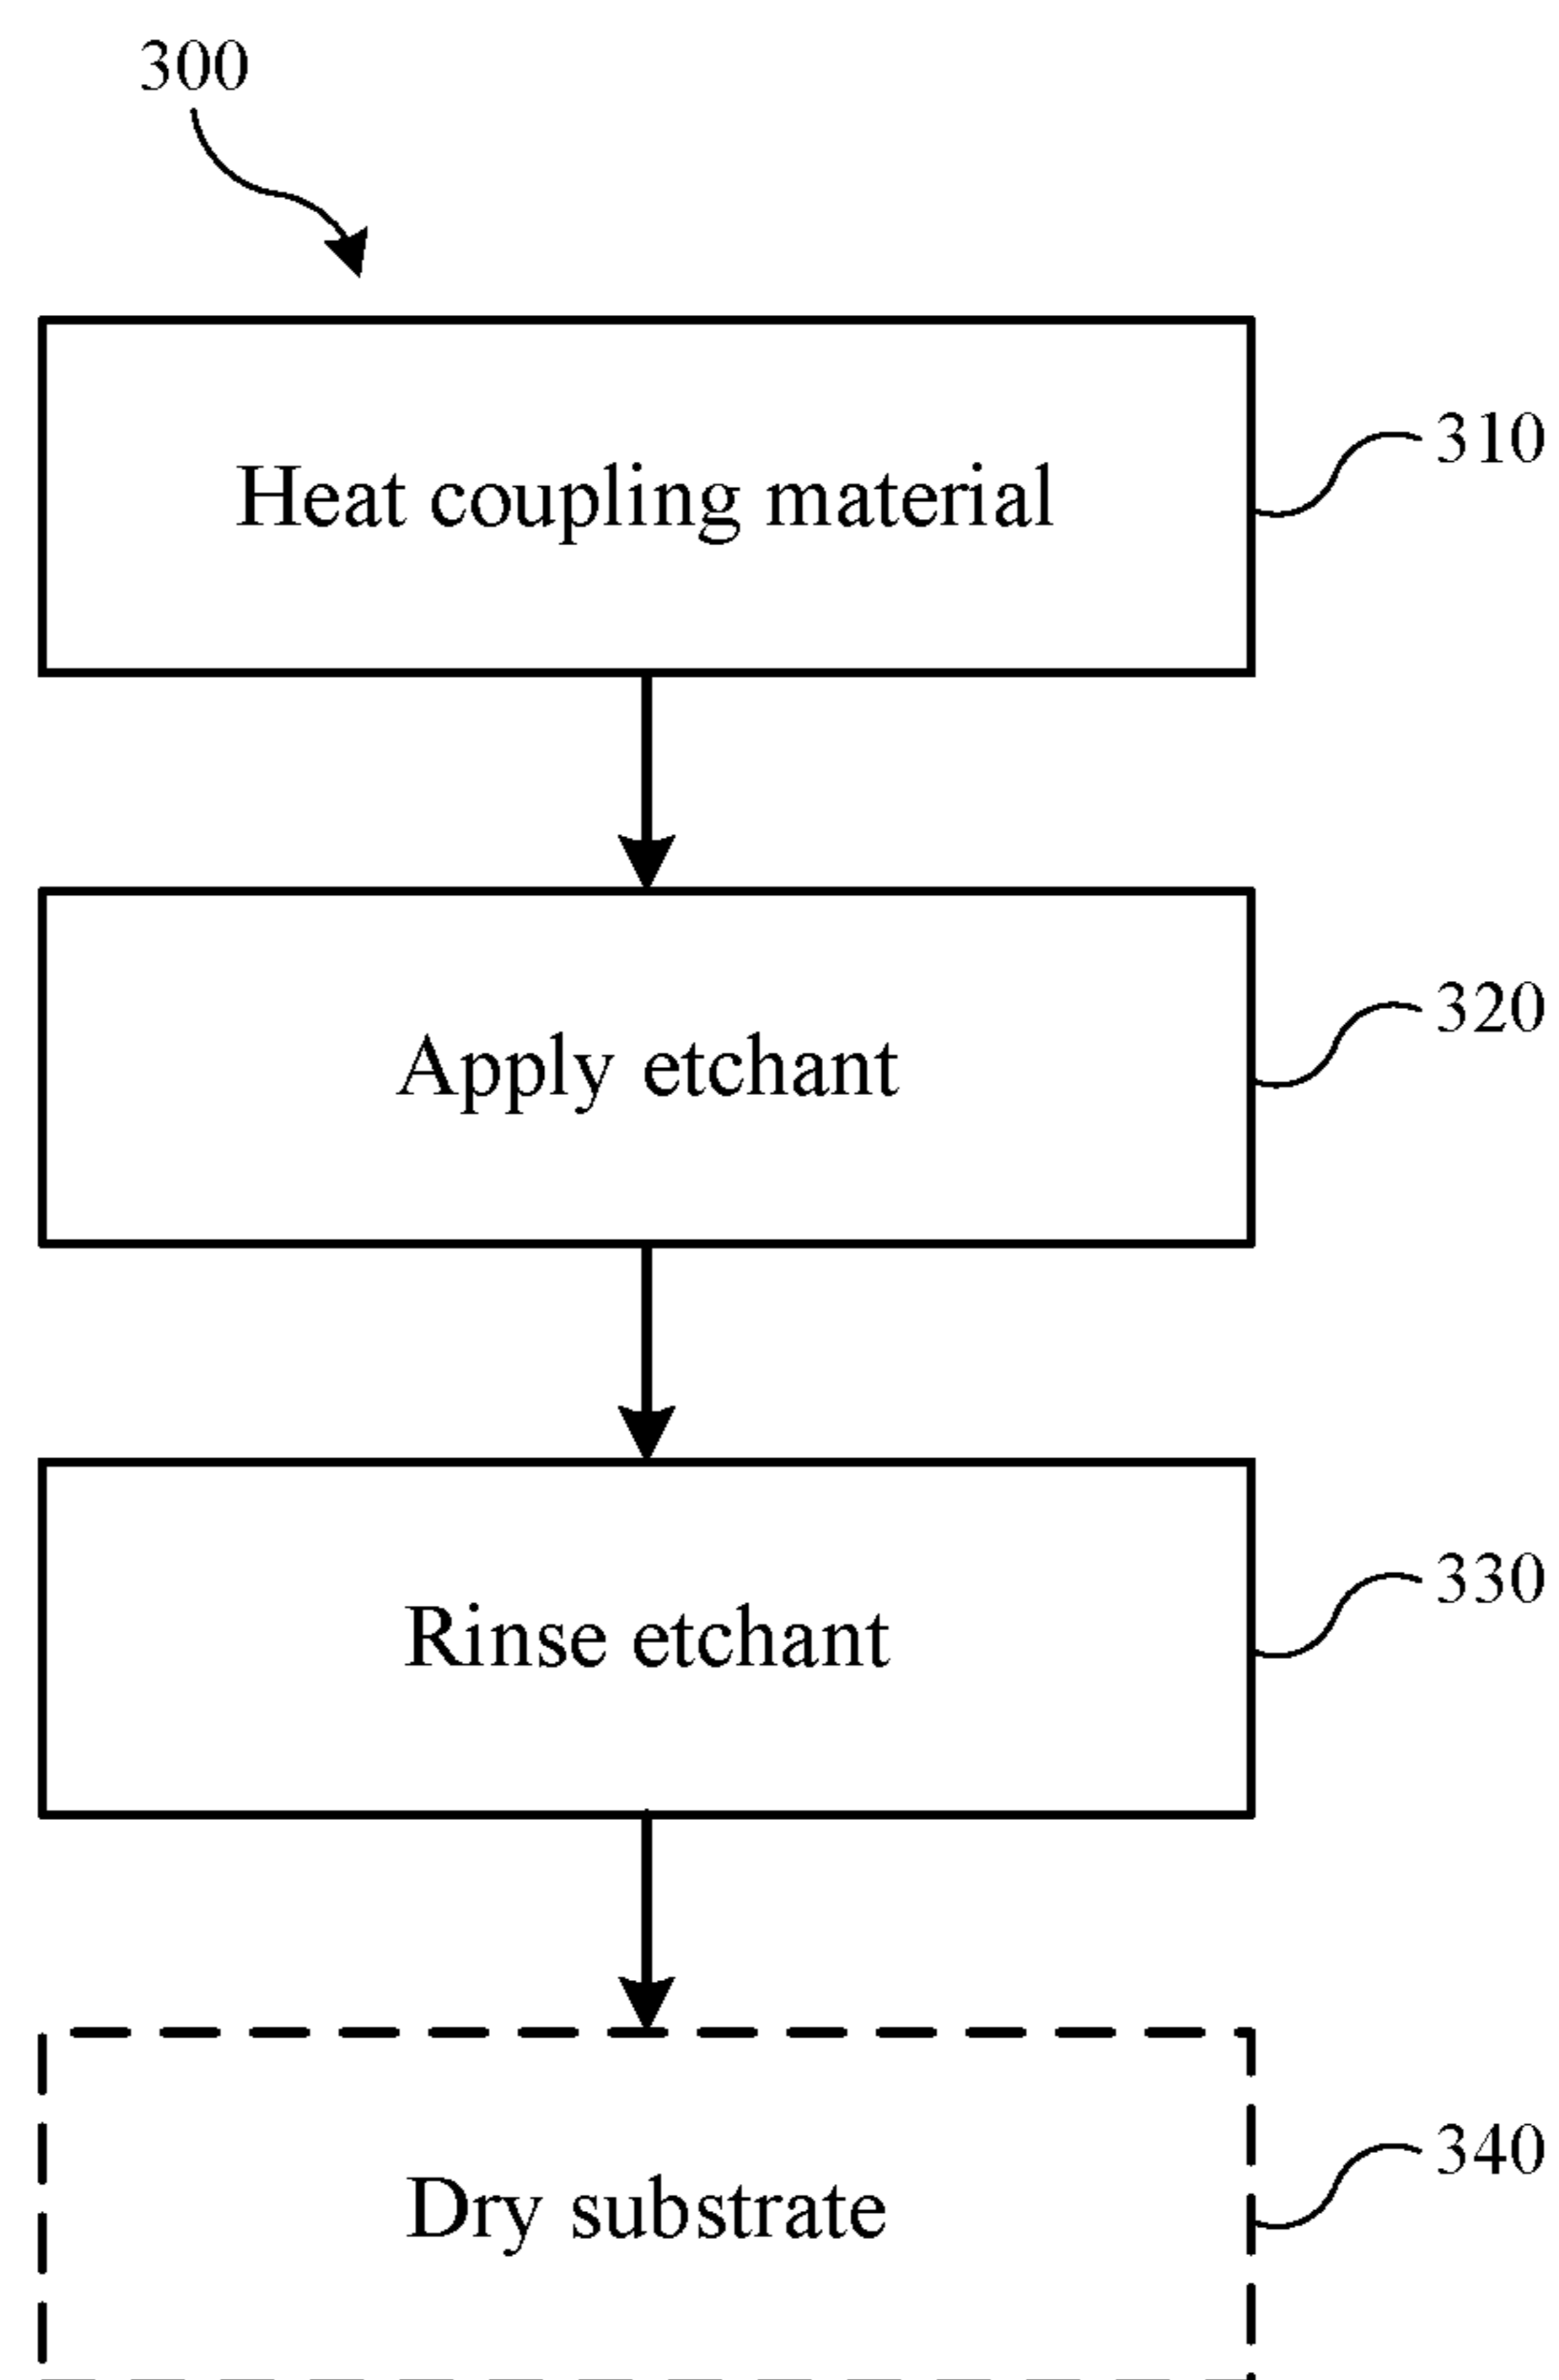 300
Heat coupling material
310
Apply etchant
320
Rinse etchant
330
Dry substrate
340